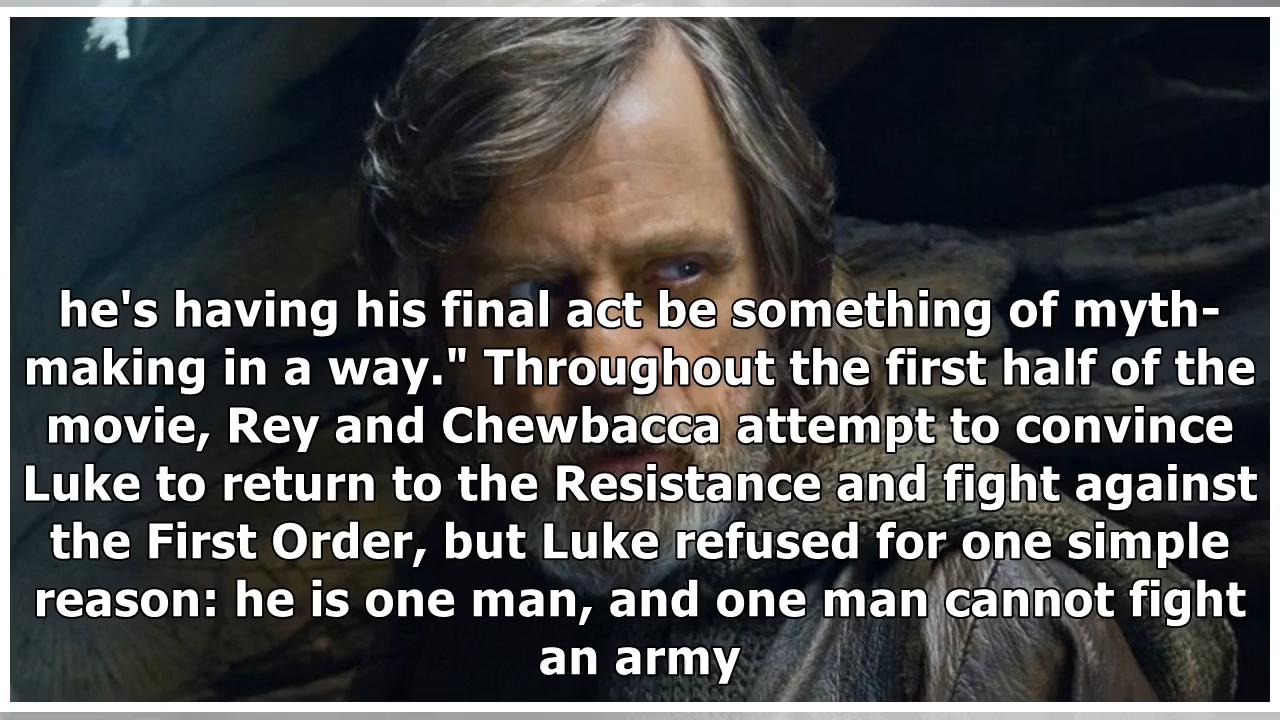 he's having his final act be something of myth-
making in a way." Throughout the first half of the
movie, Rey and Chewbacca attempt to convince
Luke to return to the Resistance and fight against
the First Order, but Luke refused for one simple
reason: he is one man, and one man cannot fight
an army